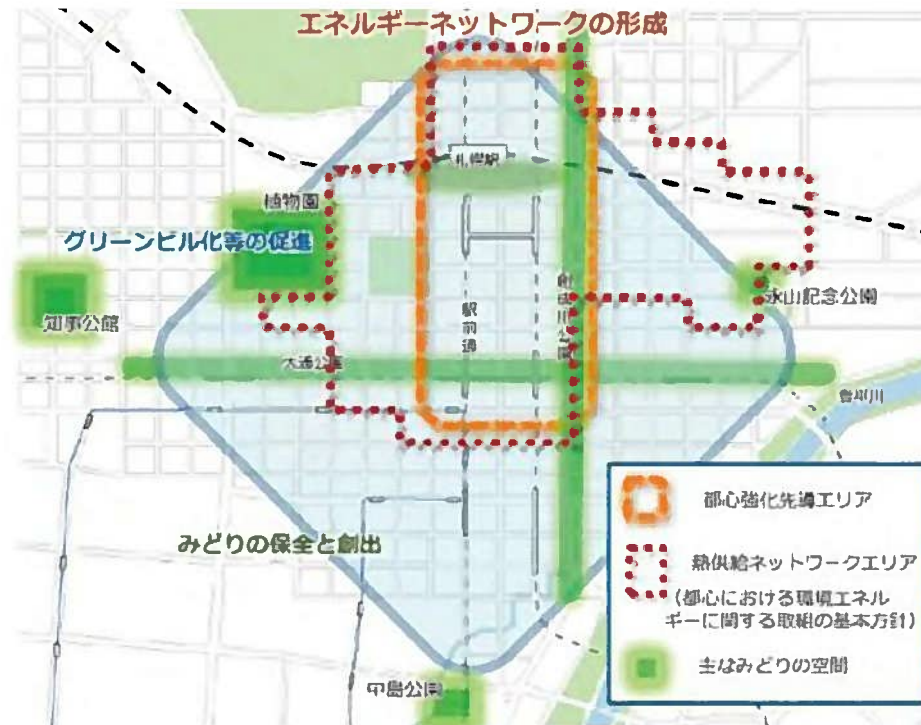 エネルギーネットワークの形成
札幌駅
植物園
グリーンビル化等の促進
知事公館
永山記念公園
駅前通
創成川公園
大通公園
豊平川
みどりの保全と創出
中島公園
都心強化先導エリア
熱供給ネットワークエリア
(都心における環境エネル
ギーに関する取組の基本方針)
主なみどりの空間